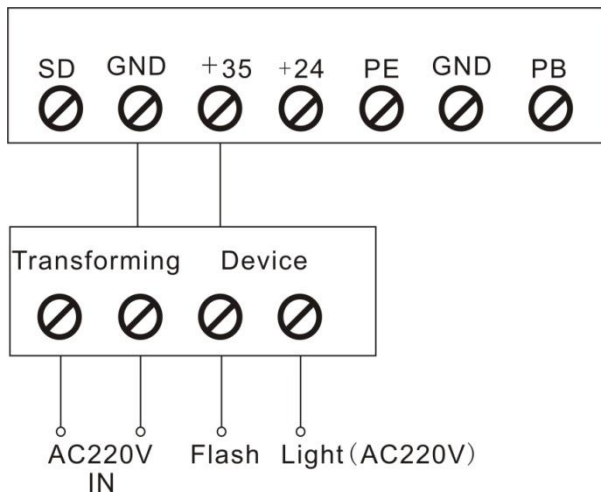 SD GND +35 +24 PE GND PB
Transforming Device
AC220V Flash Light(AC220V)
IN